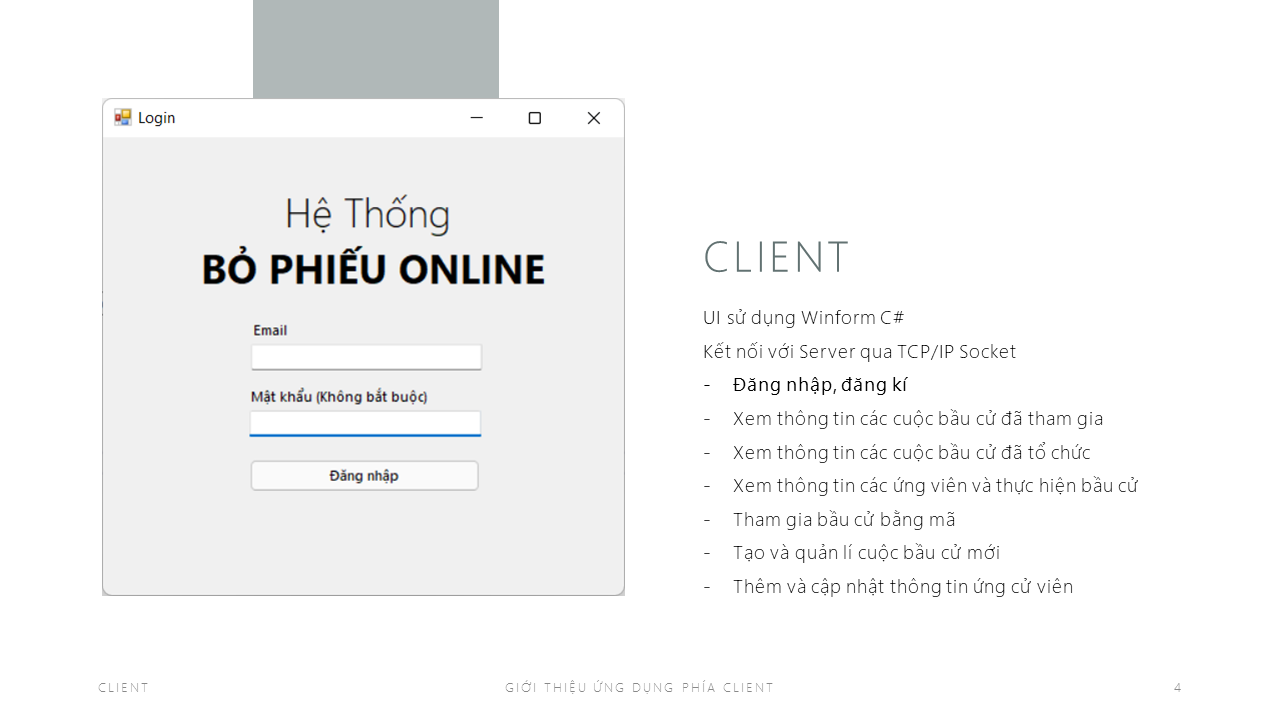 Login
Hệ Thống
BỎ PHIẾU ONLINE
Email
Mật khẩu (Không bắt buộc)
Đăng nhập
CLIENT
UI sử dụng Winform C#
Kết nối với Server qua TCP/IP Socket
- Đăng nhập, đăng kí
- Xem thông tin các cuộc bầu cử đã tham gia
- Xem thông tin các cuộc bầu cử đã tổ chức
- Xem thông tin các ứng viên và thực hiện bầu cử
- Tham gia bầu cử bằng mã
- Tạo và quản lí cuộc bầu cử mới
- Thêm và cập nhật thông tin ứng cử viên
CLIENT
GIỚI THIỆU ỨNG DỤNG PHÍA CLIENT
4